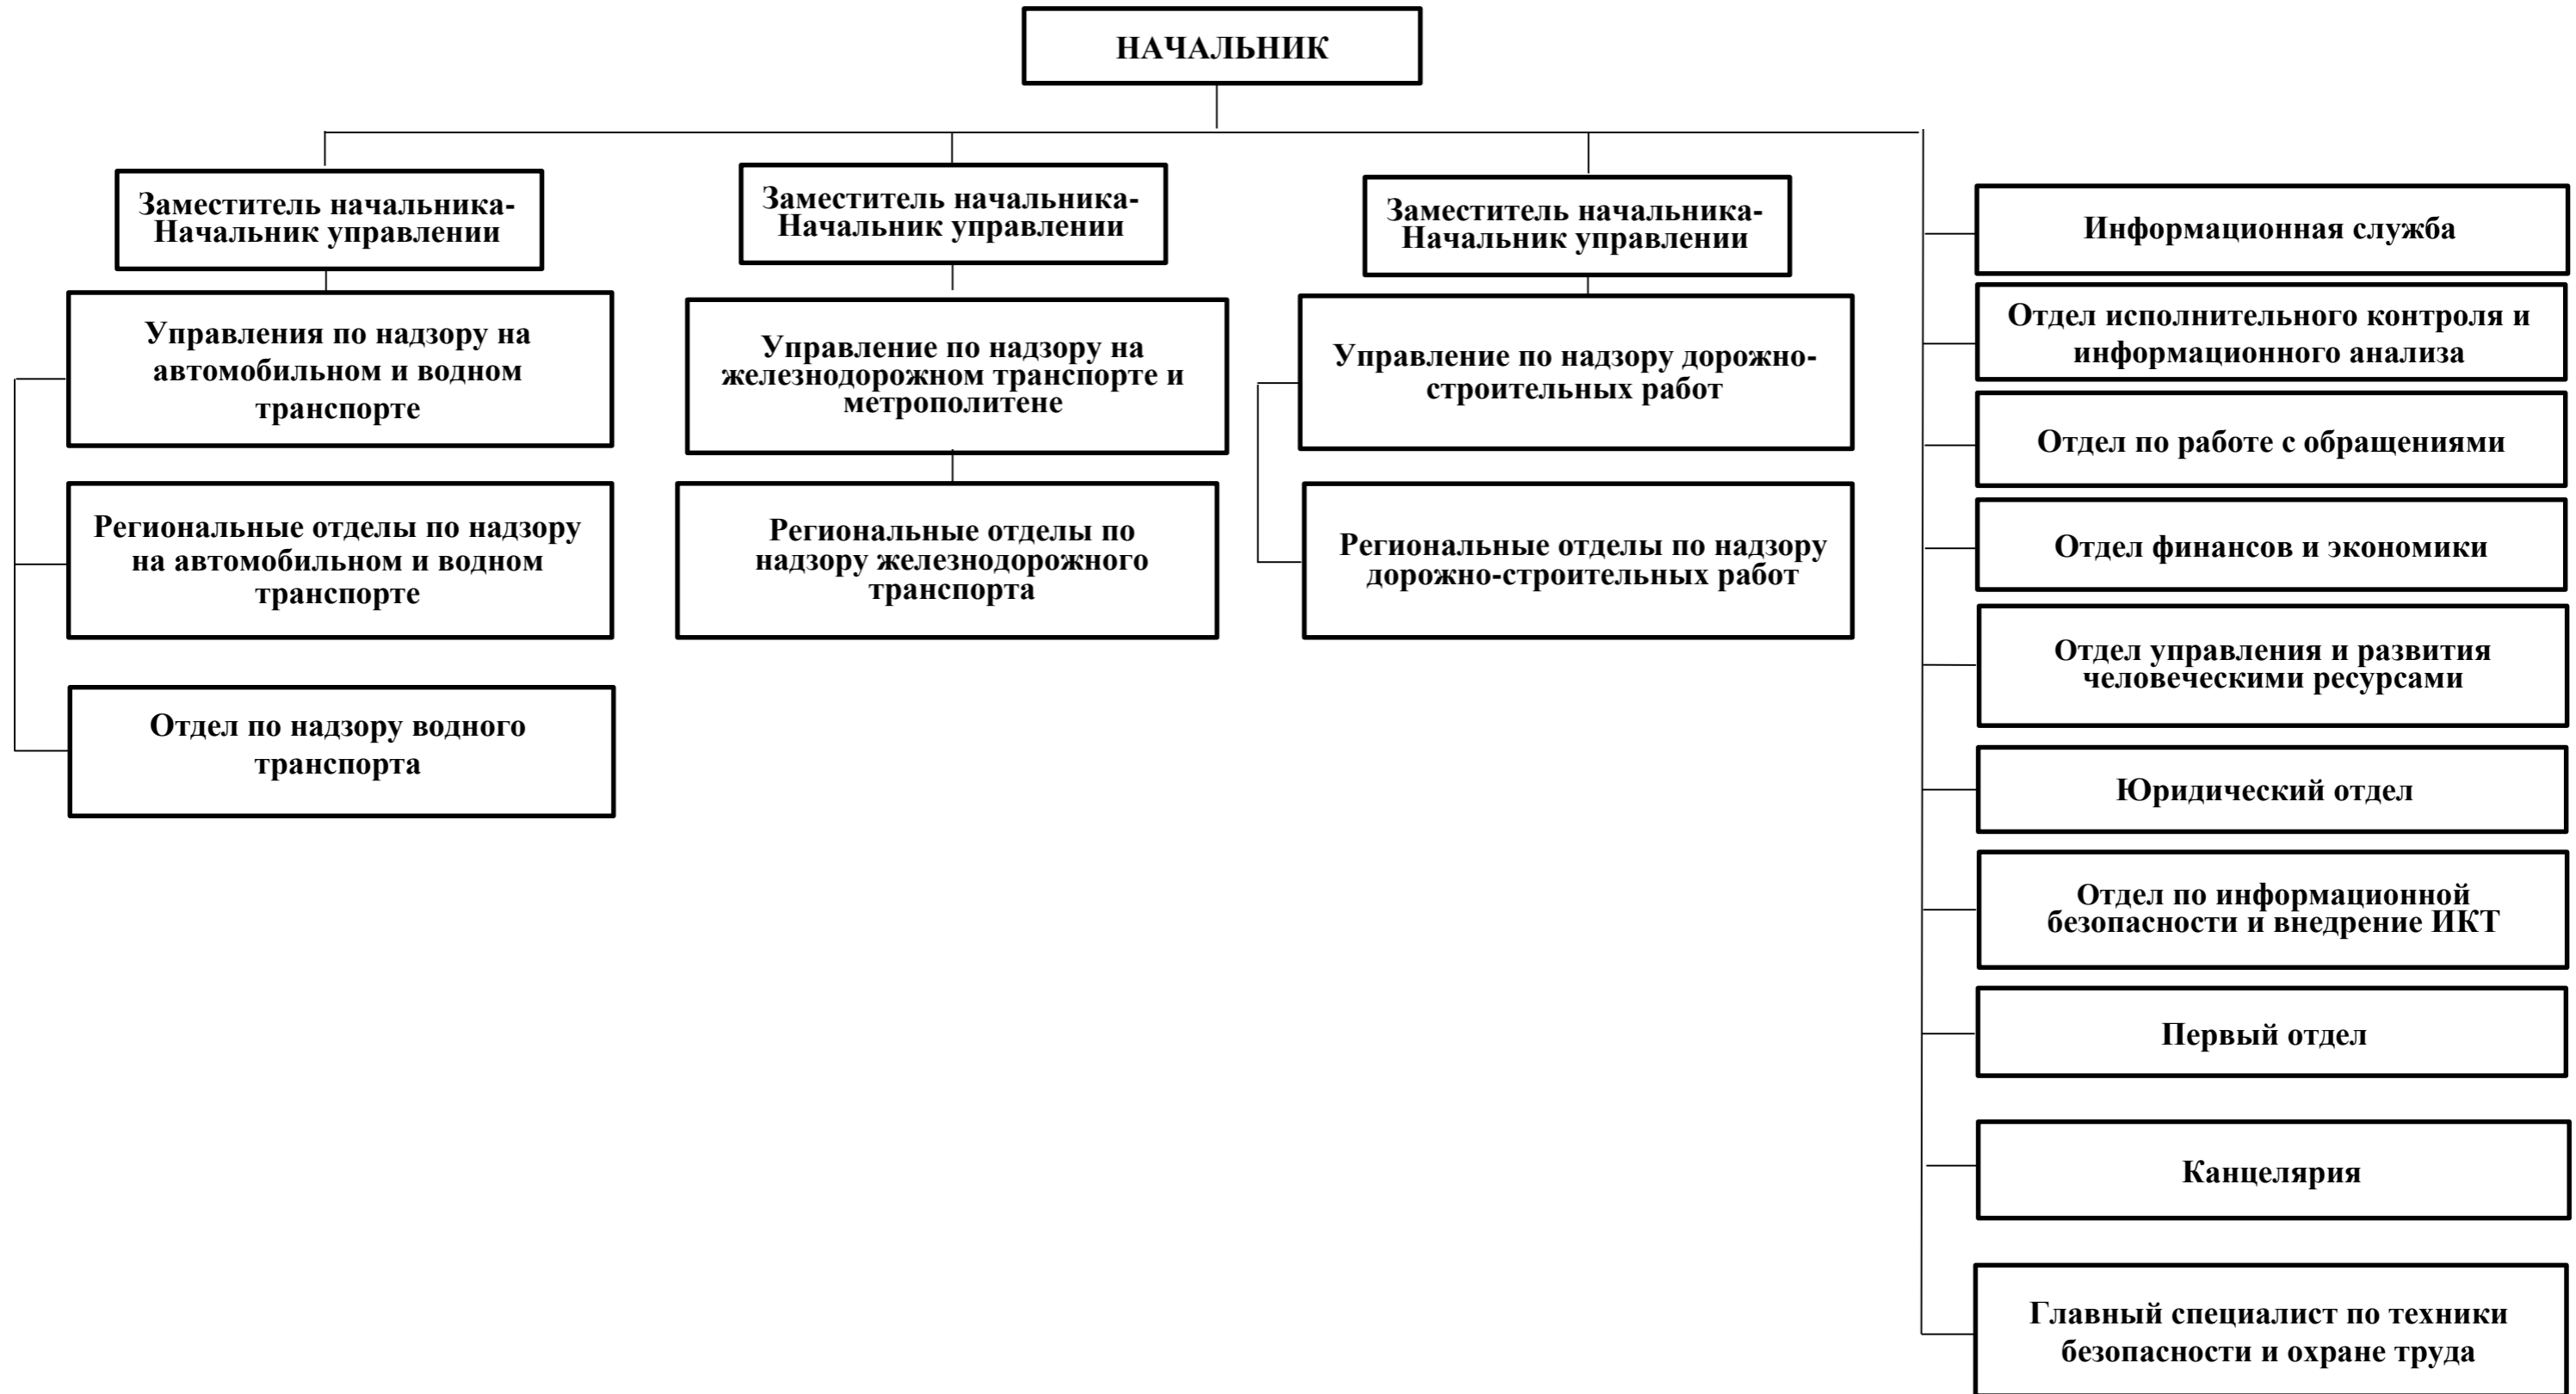 НАЧАЛЬНИК
Заместитель начальника-
Начальник управлении
Управления по надзору на
автомобильном и водном
транспорте
Региональные отделы по надзору
на автомобильном и водном
транспорте
Отдел по надзору водного
транспорта
Заместитель начальника-
Начальник управлении
Управление по надзору на
железнодорожном транспорте и
метрополитене
Региональные отделы по
надзору железнодорожного
транспорта
Заместитель начальника-
Начальник управлении
Управление по надзору дорожно-
строительных работ
Региональные отделы по надзору
дорожно-строительных работ
Информационная служба
Отдел исполнительного контроля и
информационного анализа
Отдел по работе с обращениями
Отдел финансов и экономики
Отдел управления и развития
человеческими ресурсами
Юридический отдел
Отдел по информационной
безопасности и внедрение ИКТ
Первый отдел
Канцелярия
Главный специалист по техники
безопасности и охране труда